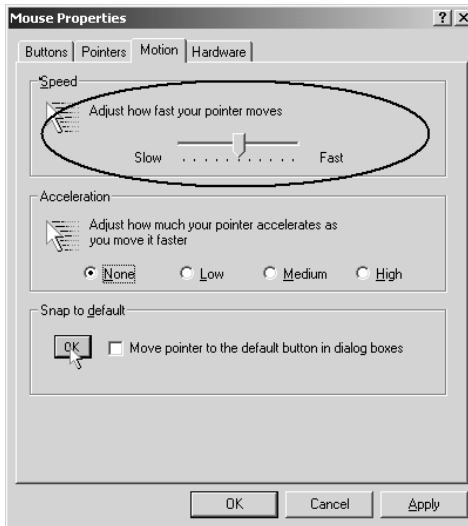 Mouse Properties ? x
Buttons Pointers Motion Hardware
Speed
Adjust how fast your pointer moves
Slow Fast
Acceleration
Adjust how much your pointer accelerates as
you move it faster
None Low Medium High
Snap to default
OK Move pointer to the default button in dialog boxes
OK Cancel Apply